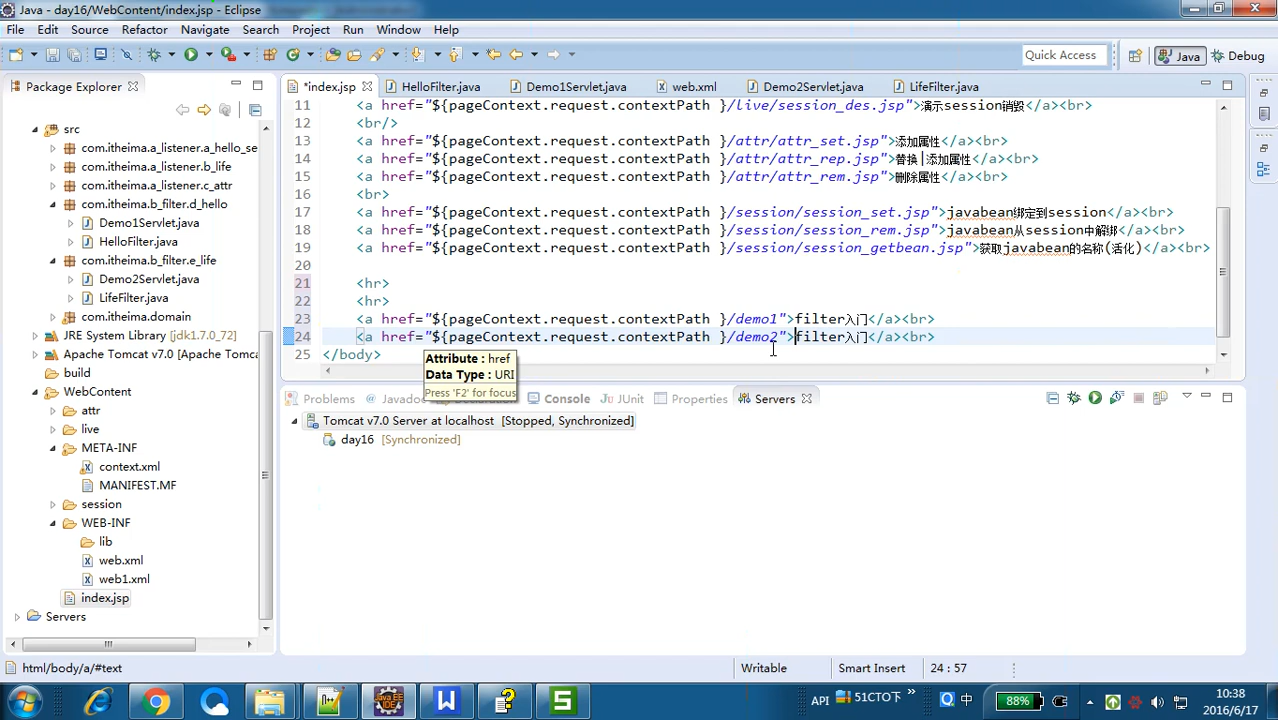 Java - day16/WebContent/index.jsp - Eclipse
File Edit Source Refactor Navigate Search Project Run Window Help
Quick Access Java Debug
Package Explorer
*index.jsp HelloFilter.java Demo1Servlet.java web.xml Demo2Servlet.java LifeFilter.java
src
com.itheima.a_listener.a_hello_se
com.itheima.a_listener.b_life
com.itheima.a_listener.c_attr
com.itheima.b_filter.d_hello
Demo1Servlet.java
HelloFilter.java
com.itheima.b_filter.e_life
Demo2Servlet.java
LifeFilter.java
com.itheima.domain
JRE System Library [jdk1.7.0_72]
Apache Tomcat v7.0 [Apache Tomc
build
WebContent
attr
live
META-INF
context.xml
MANIFEST.MF
session
WEB-INF
lib
web.xml
web1.xml
index.jsp
Servers
11 <a href="${pageContext.request.contextPath }/live/session_des.jsp">演示session销毁</a><br>
12 <br/>
13 <a href="${pageContext.request.contextPath }/attr/attr_set.jsp">添加属性</a><br>
14 <a href="${pageContext.request.contextPath }/attr/attr_rep.jsp">替换|添加属性</a><br>
15 <a href="${pageContext.request.contextPath }/attr/attr_rem.jsp">删除属性</a><br>
16 <br>
17 <a href="${pageContext.request.contextPath }/session/session_set.jsp">javabean绑定到session</a><br>
18 <a href="${pageContext.request.contextPath }/session/session_rem.jsp">javabean从session中解绑</a><br>
19 <a href="${pageContext.request.contextPath }/session/session_getbean.jsp">获取javabean的名称(活化)</a><br>
20
21 <hr>
22 <hr>
23 <a href="${pageContext.request.contextPath }/demo1">filter入门</a><br>
24 <a href="${pageContext.request.contextPath }/demo2">filter入门</a><br>
25 </body>
Attribute : href
Data Type : URI
Press 'F2' for focus
Problems Javadoc Console JUnit Properties Servers
Tomcat v7.0 Server at localhost [Stopped, Synchronized]
day16 [Synchronized]
html/body/a/#text Writable Smart Insert 24 : 57
API 51CTO下 中 88% 10:38
2016/6/17